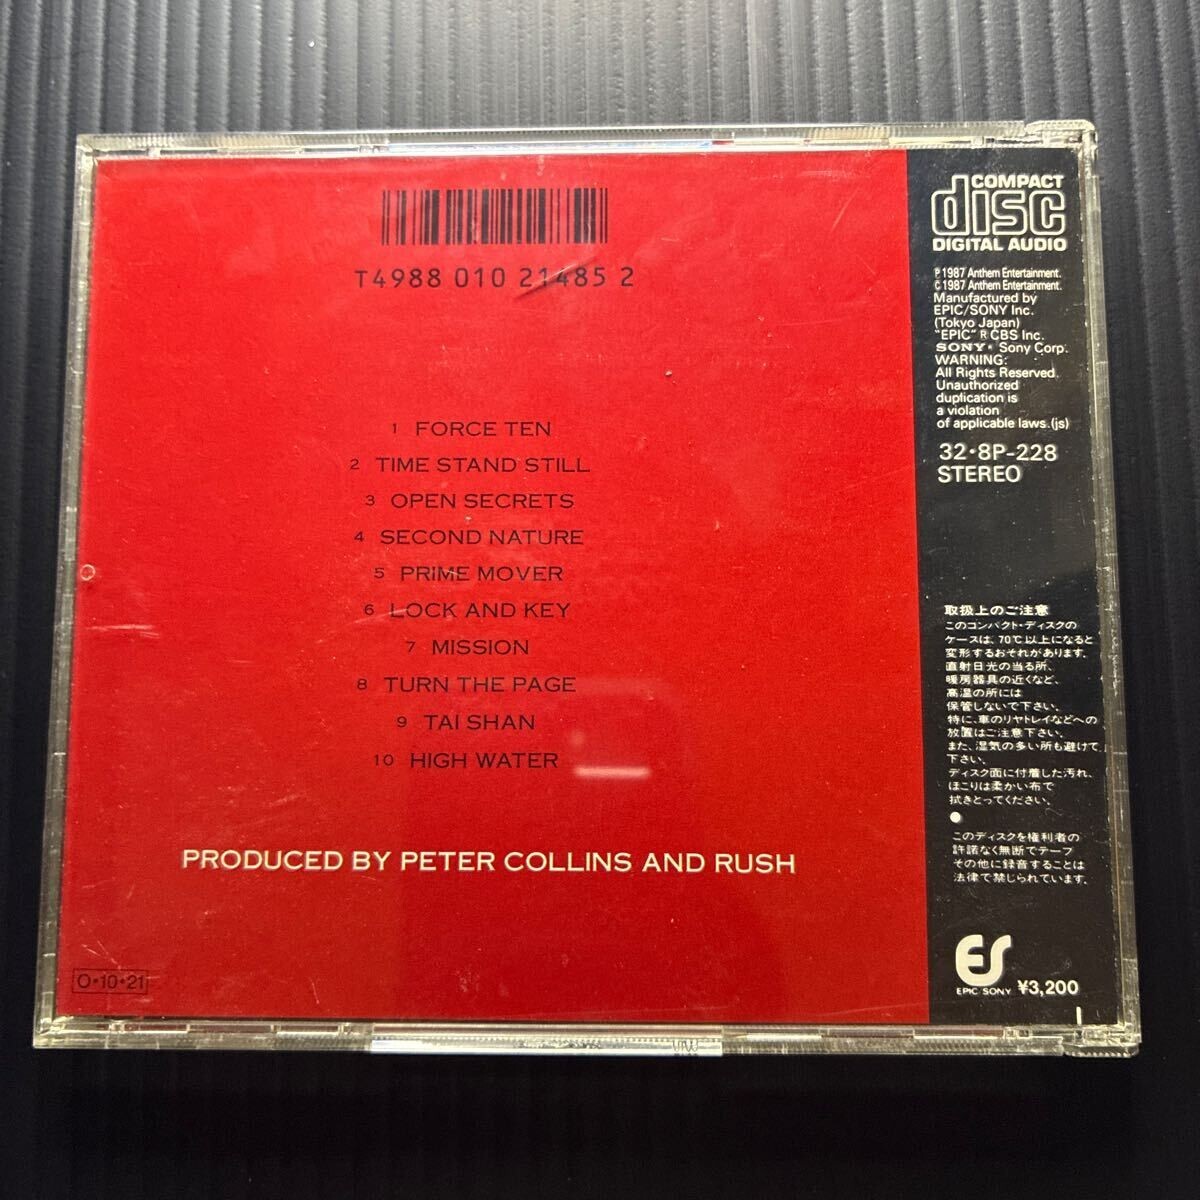 T4988 010 21485 2
1 FORCE TEN
2 TIME STAND STILL
3 OPEN SECRETS
4 SECOND NATURE
5 PRIME MOVER
6 LOCK AND KEY
7 MISSION
8 TURN THE PAGE
9 TAI SHAN
10 HIGH WATER
PRODUCED BY PETER COLLINS AND RUSH
O·10·21
COMPACT
disc
DIGITAL AUDIO
℗1987 Anthem Entertainment.
©1987 Anthem Entertainment.
Manufactured by
EPIC/SONY Inc.
(Tokyo Japan)
"EPIC" ® CBS Inc.
SONY® Sony Corp.
WARNING:
All Rights Reserved.
Unauthorized
duplication is
a violation
of applicable laws.(js)
32·8P-228
STEREO
取扱上のご注意
このコンパクト・ディスクの
ケースは、70℃以上になると
変形するおそれがあります。
直射日光の当る所、
暖房器具の近くなど、
高温の所には
保管しないで下さい。
特に、車のリヤトレイなどへの
放置はご注意下さい。
また、湿気の多い所も避けて
下さい。
ディスク面に付着した汚れ、
ほこりは柔かい布で
拭きとってください。
●
このディスクを権利者の
許諾なく無断でテープ
その他に録音することは
法律で禁じられています。
ES
EPIC SONY ¥3,200